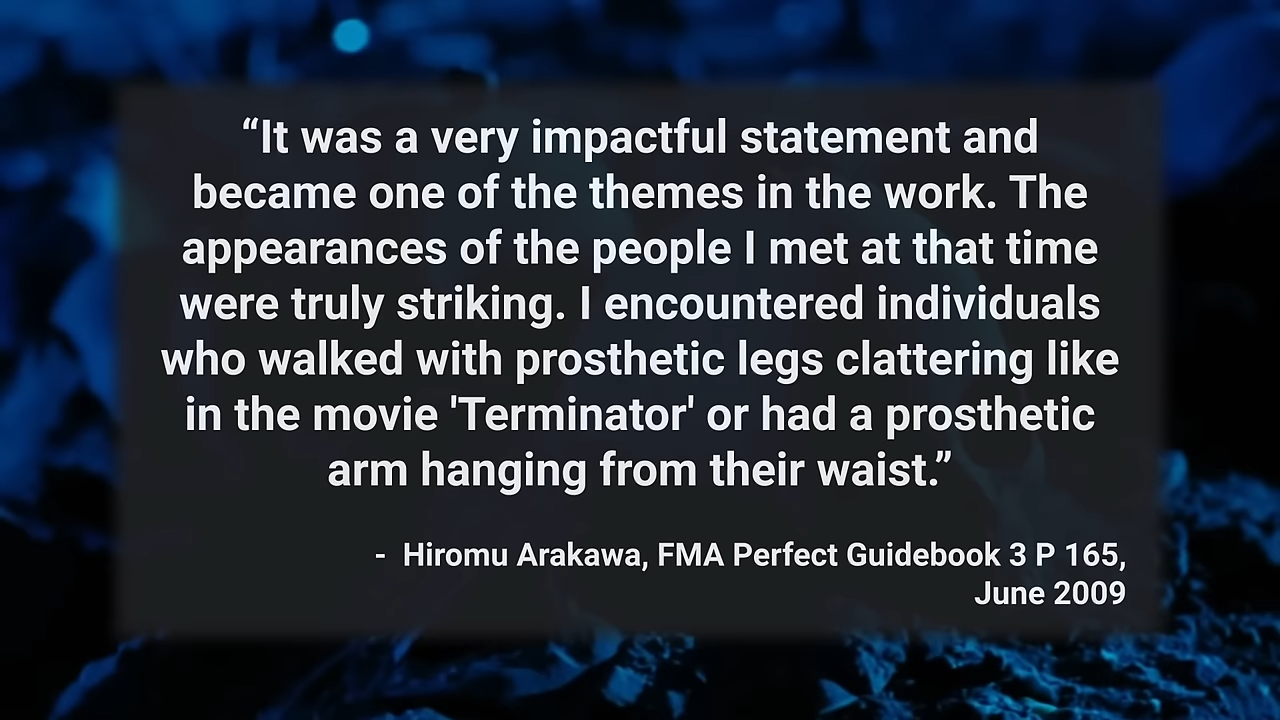 “It was a very impactful statement and
became one of the themes in the work. The
appearances of the people I met at that time
were truly striking. I encountered individuals
who walked with prosthetic legs clattering like
in the movie 'Terminator' or had a prosthetic
arm hanging from their waist.”
- Hiromu Arakawa, FMA Perfect Guidebook 3 P 165,
June 2009